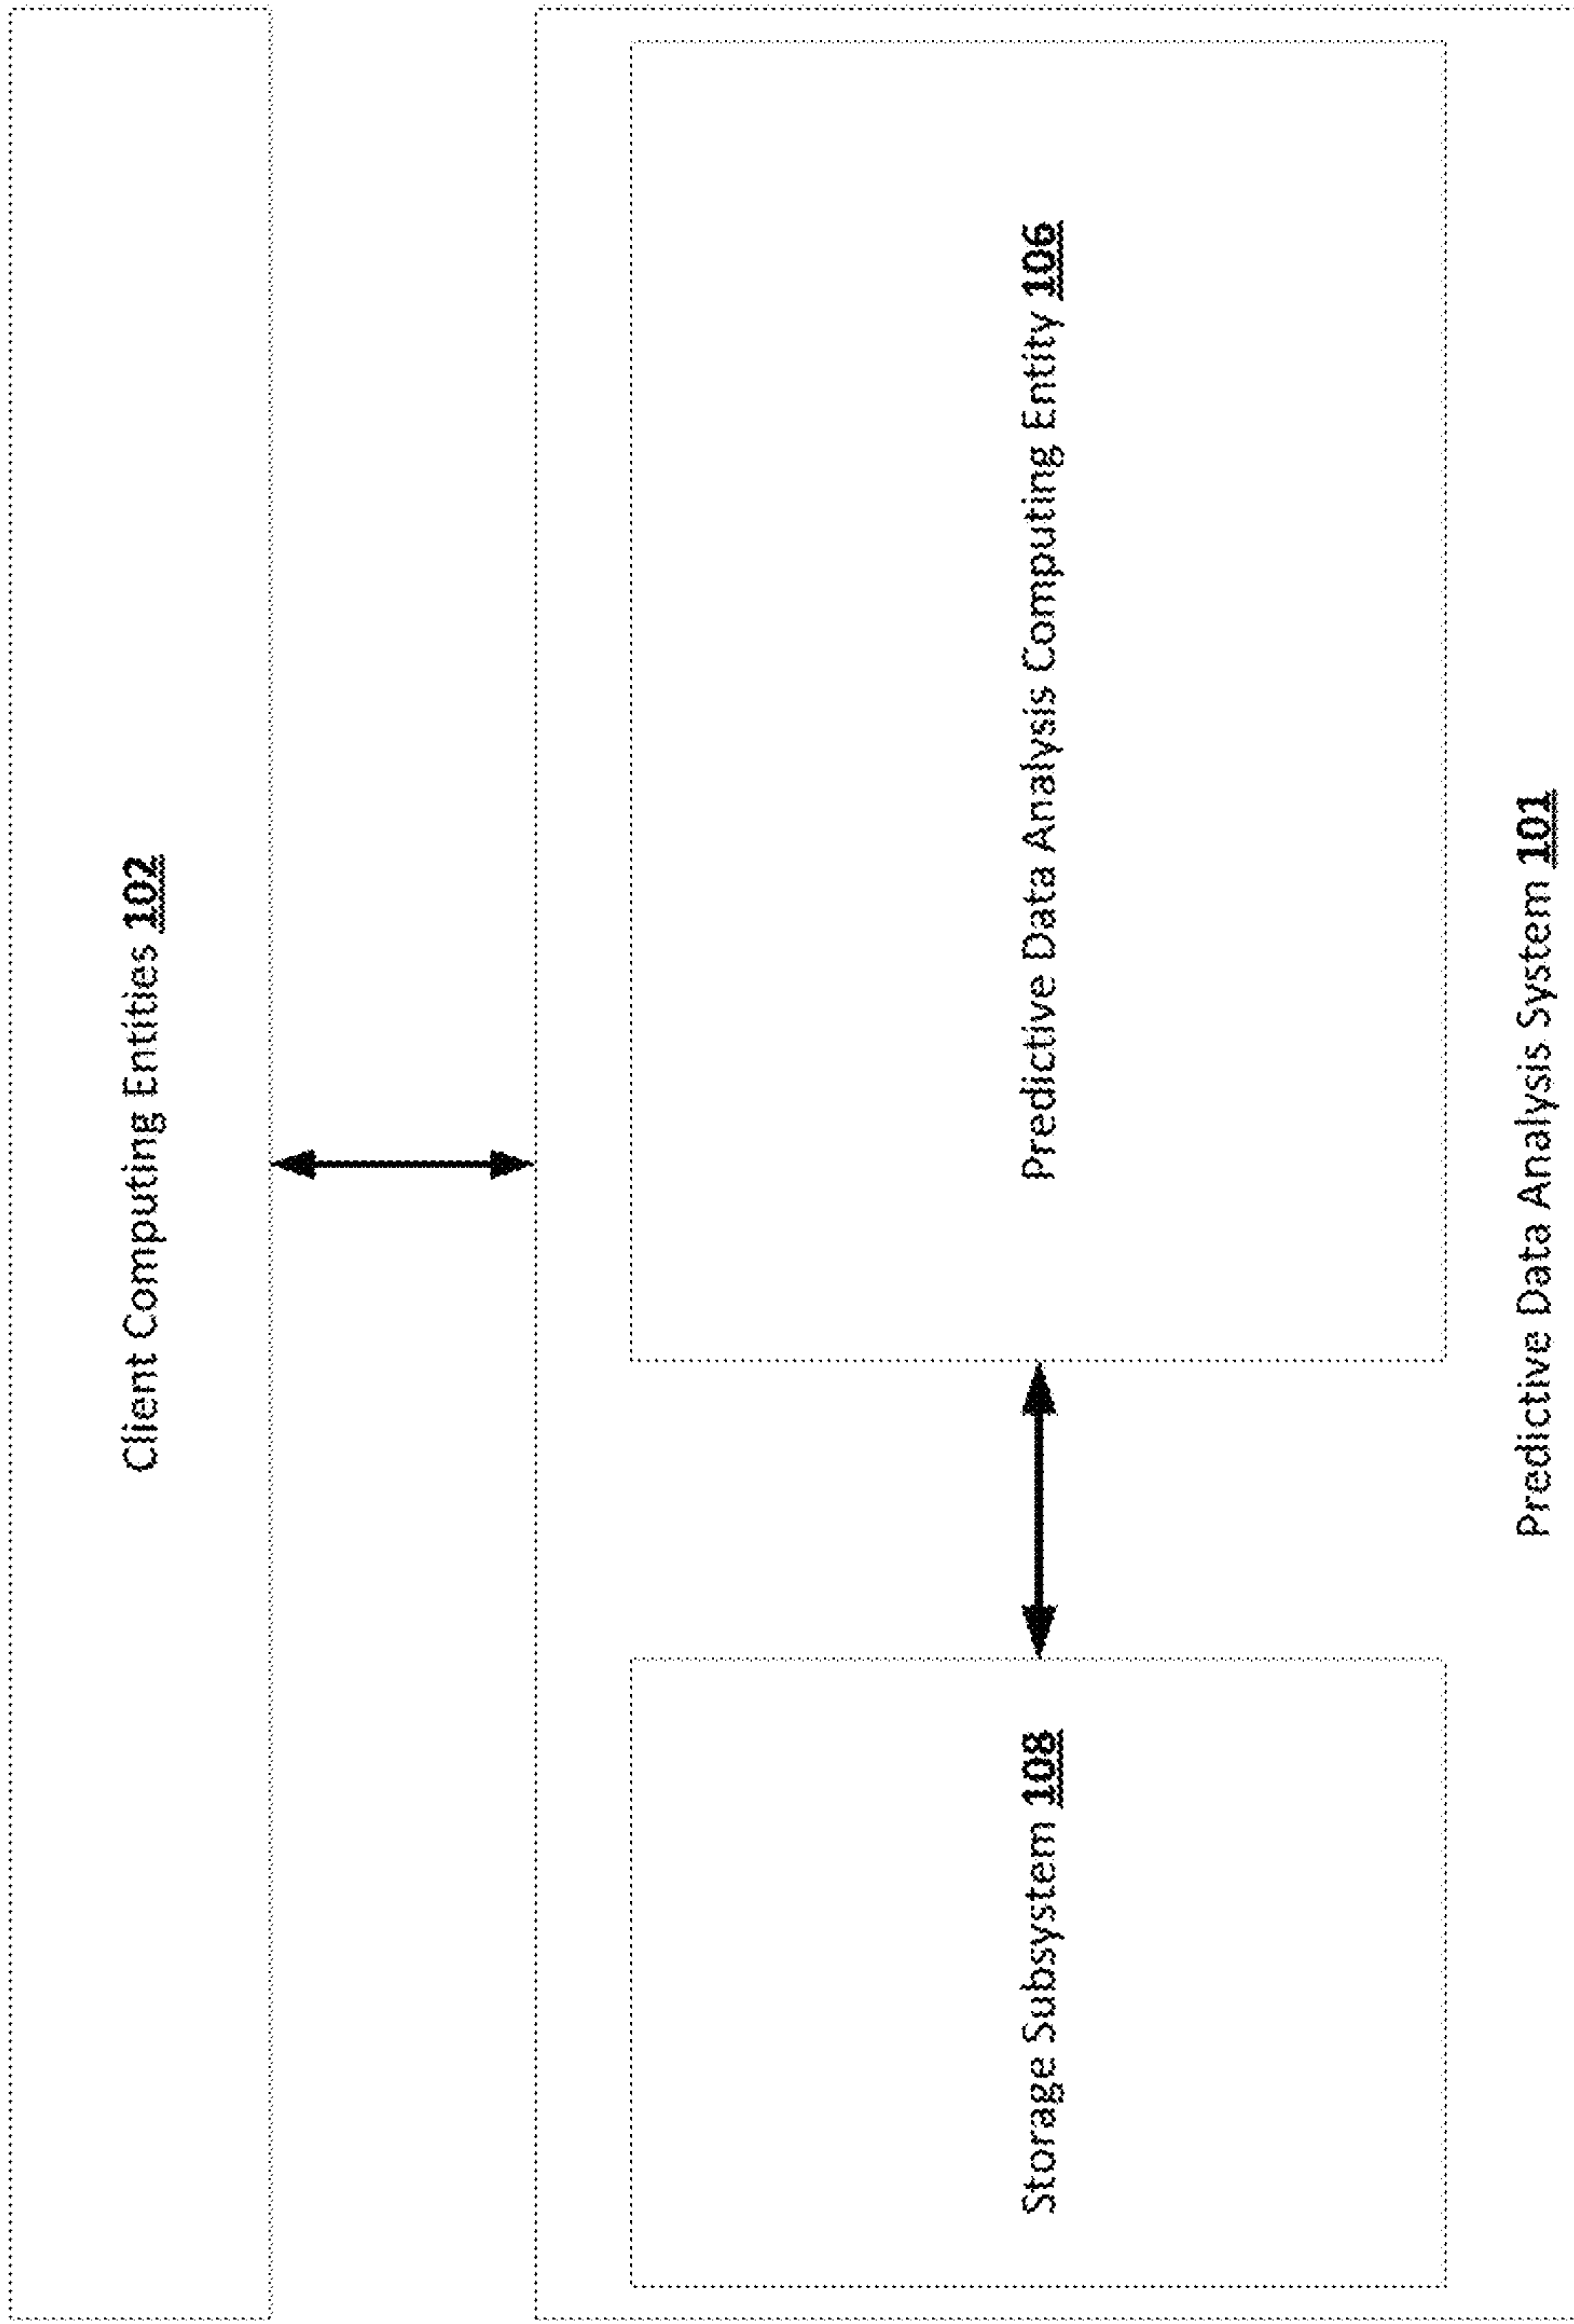 Client Computing Entities 102
Storage Subsystem 108
Predictive Data Analysis Computing Entity 106
Predictive Data Analysis System 101